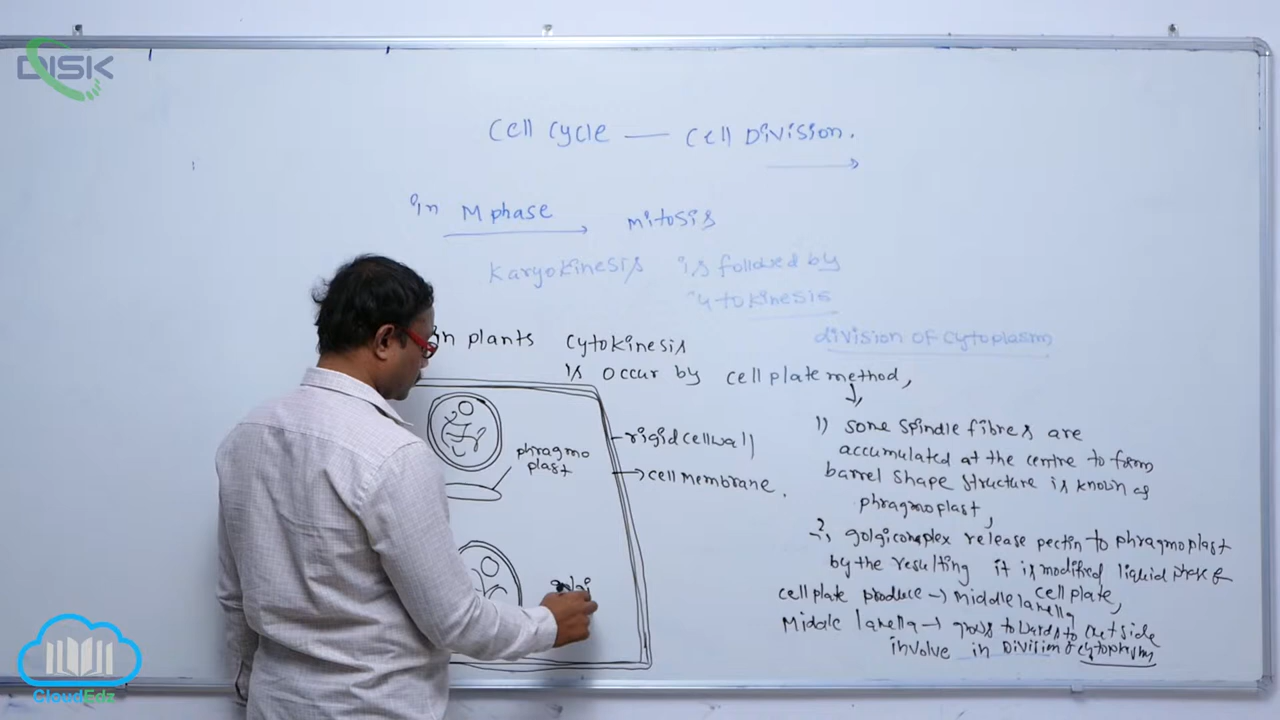 DISK
Cell Cycle — Cell Division.
in M phase → mitosis
Karyokinesis is followed by
cytokinesis
division of cytoplasm
in plants cytokinesis
is occur by cell plate method,
phragmo
plast
rigid cell wall
cell membrane.
golgi
1) some spindle fibres are
accumulated at the centre to form
barrel shape structure is known as
phragmoplast,
2, golgicomplex release pectin to phragmoplast
by the resulting it is modified liquid phase
cell plate,
cell plate produce → middle lamella
Middle lamella → grows towards to outside
involve in Division of cytoplasm
CloudEdz